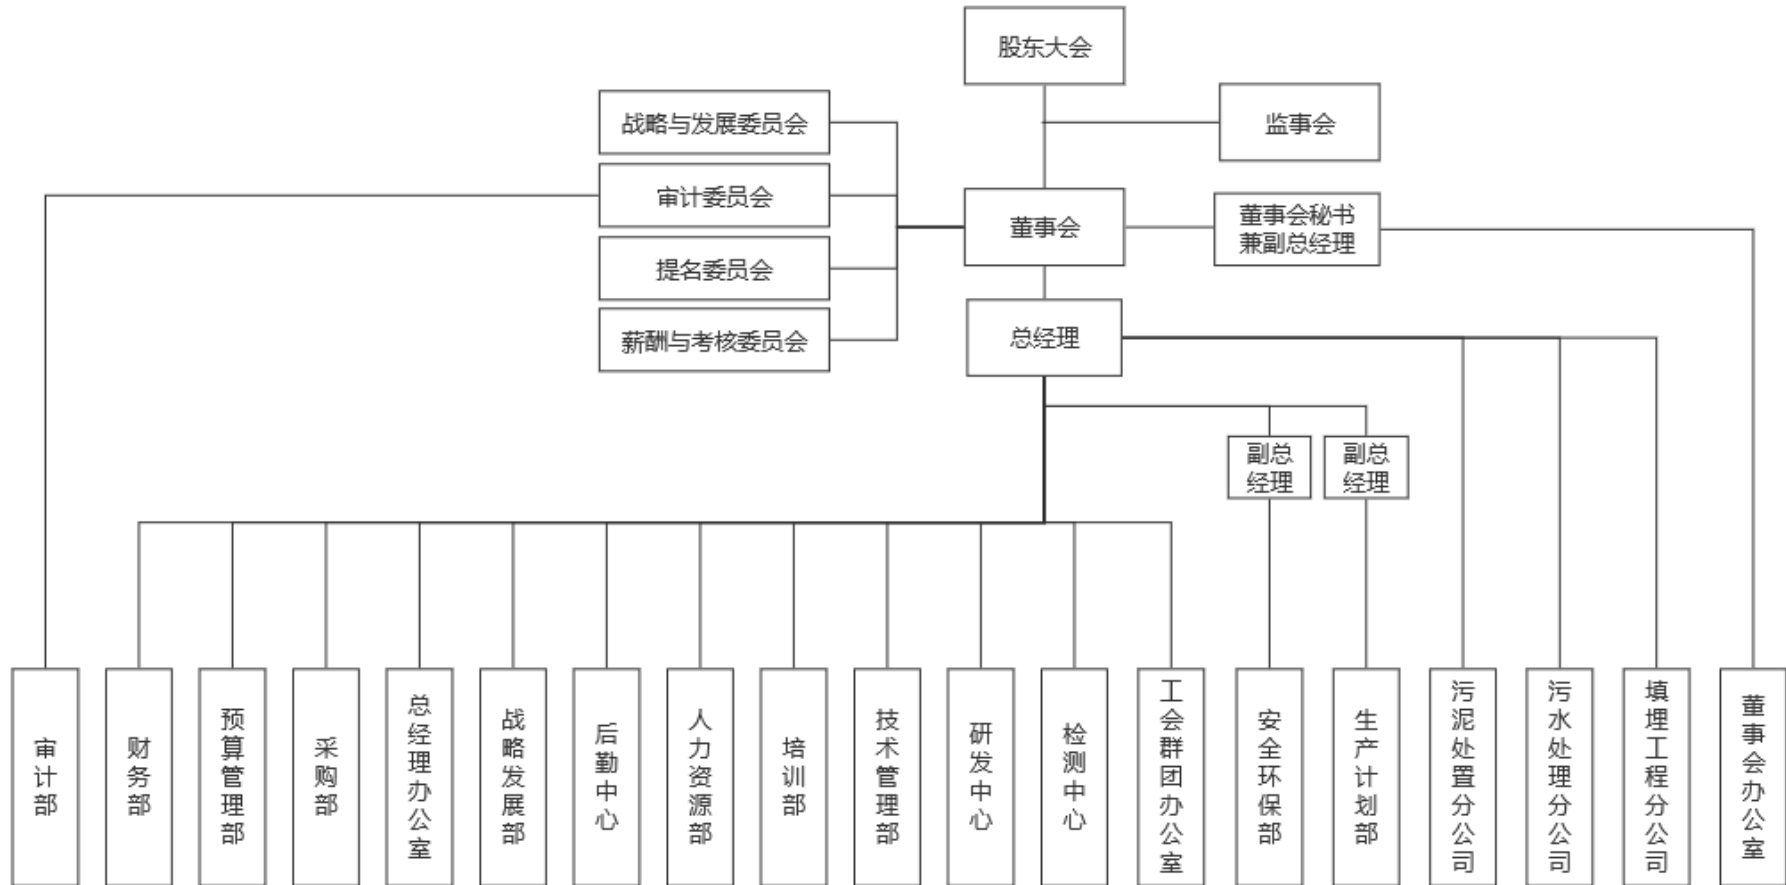 股东大会
战略与发展委员会
监事会
审计委员会
董事会
董事会秘书
兼副总经理
提名委员会
薪酬与考核委员会
总经理
副总
经理
副总
经理
审计部
财务部
预算管理部
采购部
总经理办公室
战略发展部
后勤中心
人力资源部
培训部
技术管理部
研发中心
检测中心
工会群团办公室
安全环保部
生产计划部
污泥处置分公司
污水处理分公司
填埋工程分公司
董事会办公室